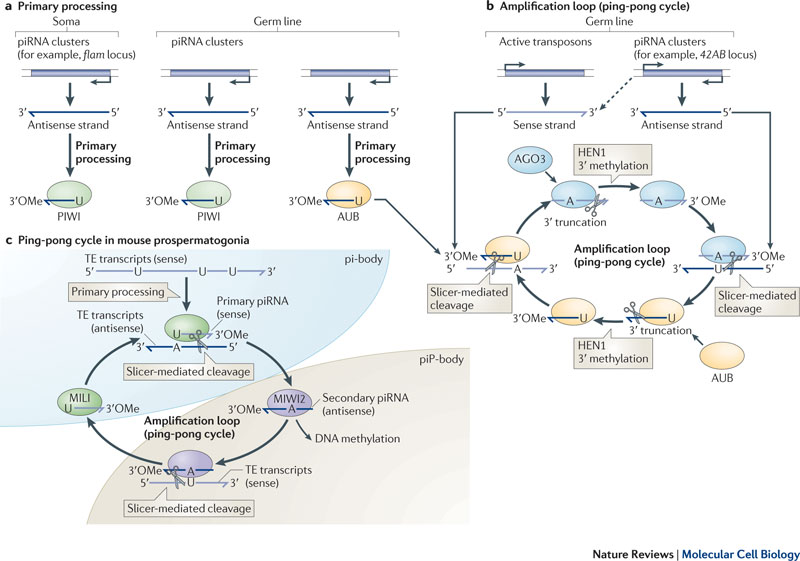 a Primary processing
Soma
Germ line
piRNA clusters
(for example, flam locus)
piRNA clusters
3′
5′
3′
5′
3′
5′
Antisense strand
Antisense strand
Antisense strand
Primary
processing
Primary
processing
Primary
processing
3′OMe
U
PIWI
3′OMe
U
PIWI
3′OMe
U
AUB
b Amplification loop (ping-pong cycle)
Germ line
Active transposons
piRNA clusters
(for example, 42AB locus)
5′
3′
3′
5′
Sense strand
Antisense strand
AGO3
HEN1
3′ methylation
A
3′ truncation
A
3′ OMe
Amplification loop
(ping-pong cycle)
3′OMe
U
5′
A
3′
Slicer-mediated
cleavage
A
3′OMe
3′
U
5′
Slicer-mediated
cleavage
3′OMe
U
U
3′ truncation
HEN1
3′ methylation
AUB
c Ping-pong cycle in mouse prospermatogonia
pi-body
TE transcripts (sense)
5′
U
U
U
3′
Primary processing
Primary piRNA
(sense)
TE transcripts
(antisense)
U
3′OMe
3′
A
5′
Slicer-mediated cleavage
piP-body
MILI
U
3′OMe
MIWI2
3′OMe
A
Secondary piRNA
(antisense)
DNA methylation
Amplification loop
(ping-pong cycle)
3′OMe
A
5′
U
3′
TE transcripts
(sense)
Slicer-mediated cleavage
Nature Reviews | Molecular Cell Biology